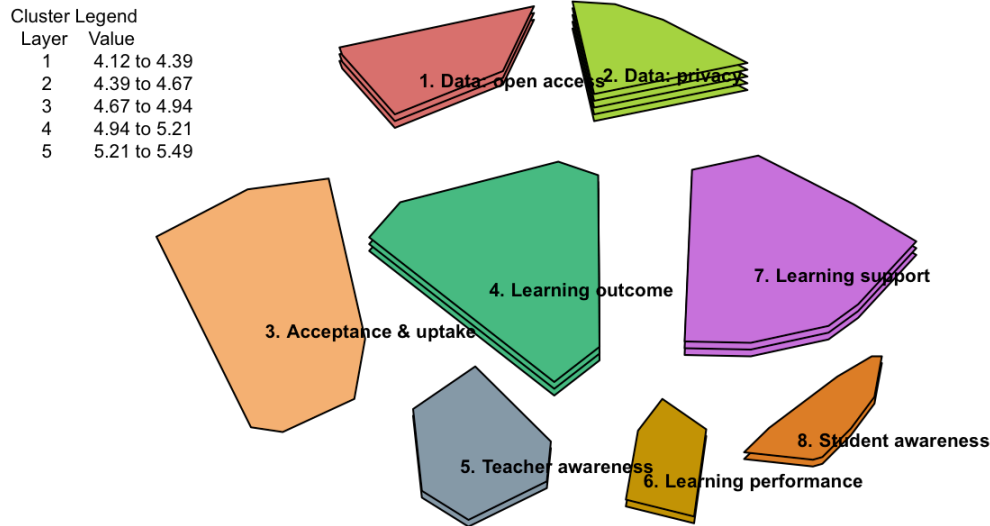 Cluster Legend
Layer Value
1 4.12 to 4.39
2 4.39 to 4.67
3 4.67 to 4.94
4 4.94 to 5.21
5 5.21 to 5.49
1. Data: open access
2. Data: privacy
3. Acceptance & uptake
4. Learning outcome
7. Learning support
5. Teacher awareness
6. Learning performance
8. Student awareness